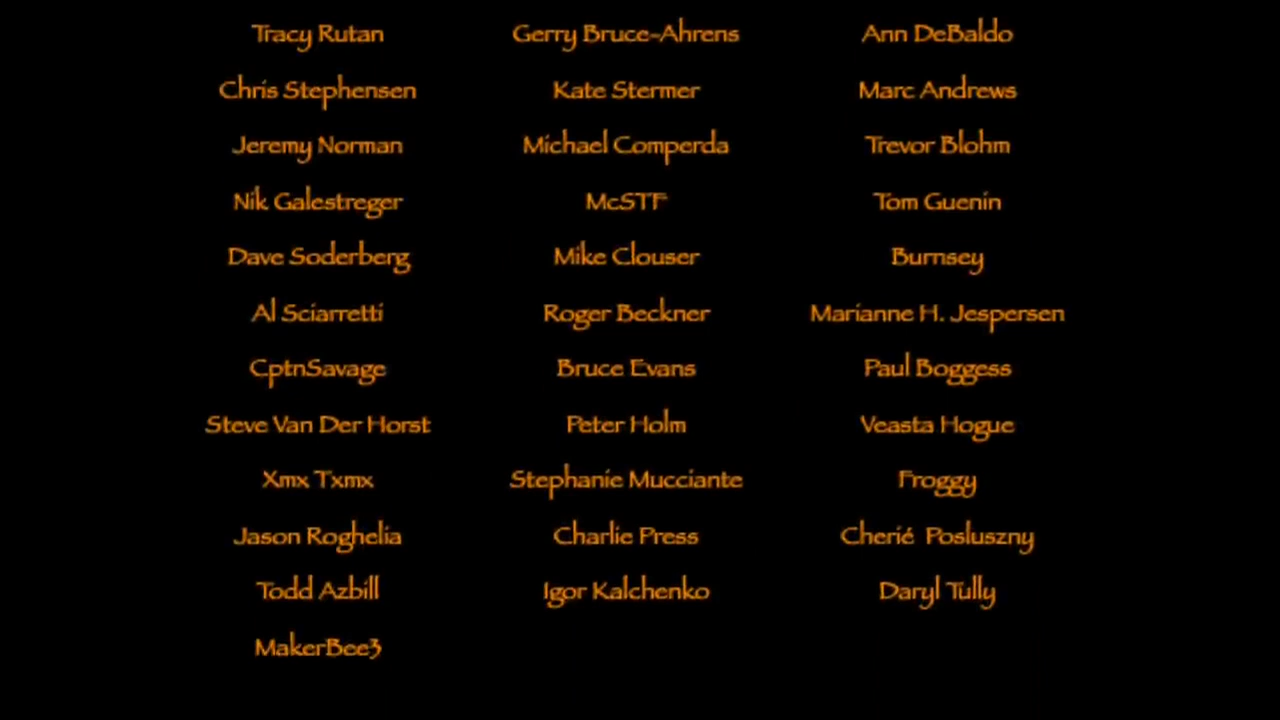 Tracy Rutan Gerry Bruce-Ahrens Ann DeBaldo
Chris Stephensen Kate Stermer Marc Andrews
Jeremy Norman Michael Comperda Trevor Blohm
Nik Galestreger McSTF Tom Guenin
Dave Soderberg Mike Clouser Burnsey
Al Sciarretti Roger Beckner Marianne H. Jespersen
CptnSavage Bruce Evans Paul Boggess
Steve Van Der Horst Peter Holm Veasta Hogue
Xmx Txmx Stephanie Mucciante Froggy
Jason Roghelia Charlie Press Cherié Posluszny
Todd Azbill Igor Kalchenko Daryl Tully
MakerBee3